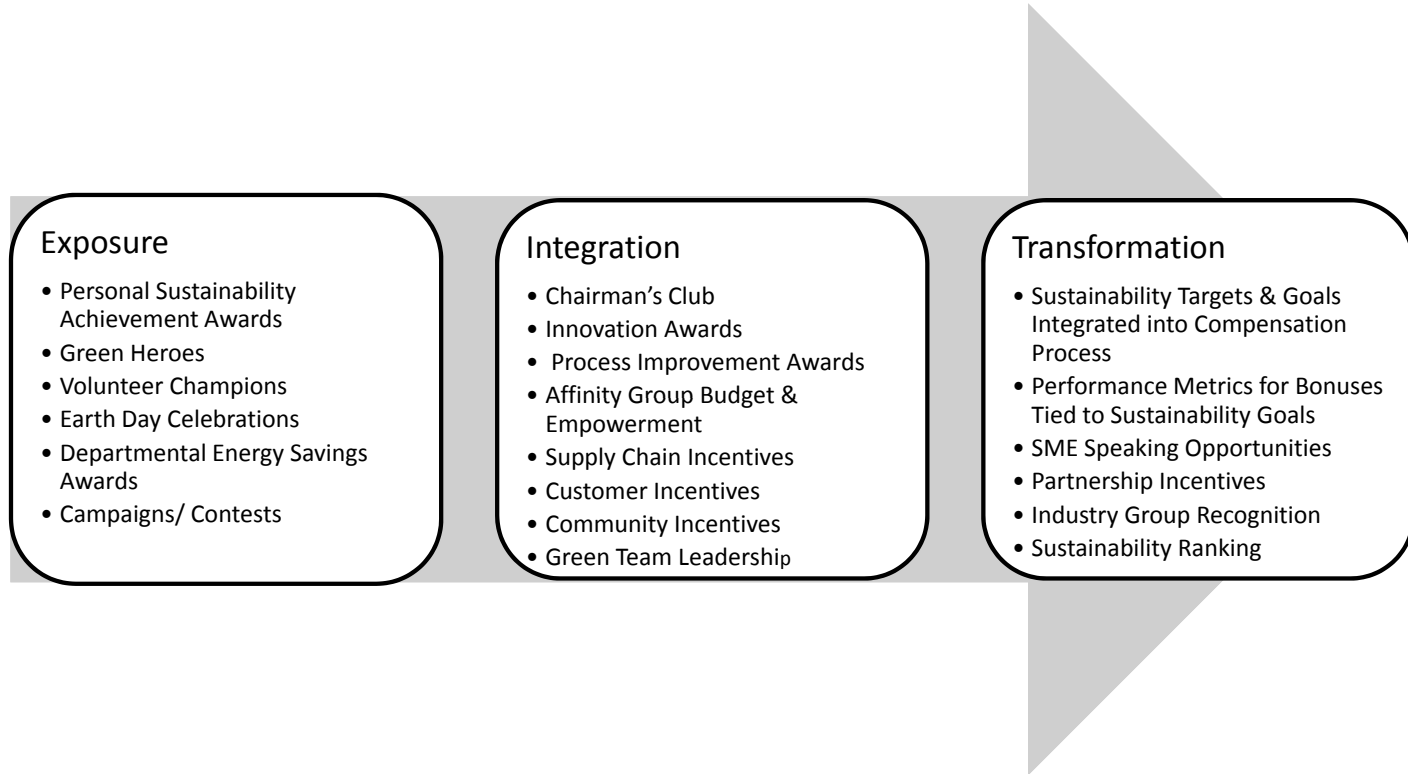 Exposure
• Personal Sustainability
Achievement Awards
• Green Heroes
• Volunteer Champions
• Earth Day Celebrations
• Departmental Energy Savings
Awards
• Campaigns/ Contests
Integration
• Chairman’s Club
• Innovation Awards
• Process Improvement Awards
• Affinity Group Budget &
Empowerment
• Supply Chain Incentives
• Customer Incentives
• Community Incentives
• Green Team Leadership
Transformation
• Sustainability Targets & Goals
Integrated into Compensation
Process
• Performance Metrics for Bonuses
Tied to Sustainability Goals
• SME Speaking Opportunities
• Partnership Incentives
• Industry Group Recognition
• Sustainability Ranking